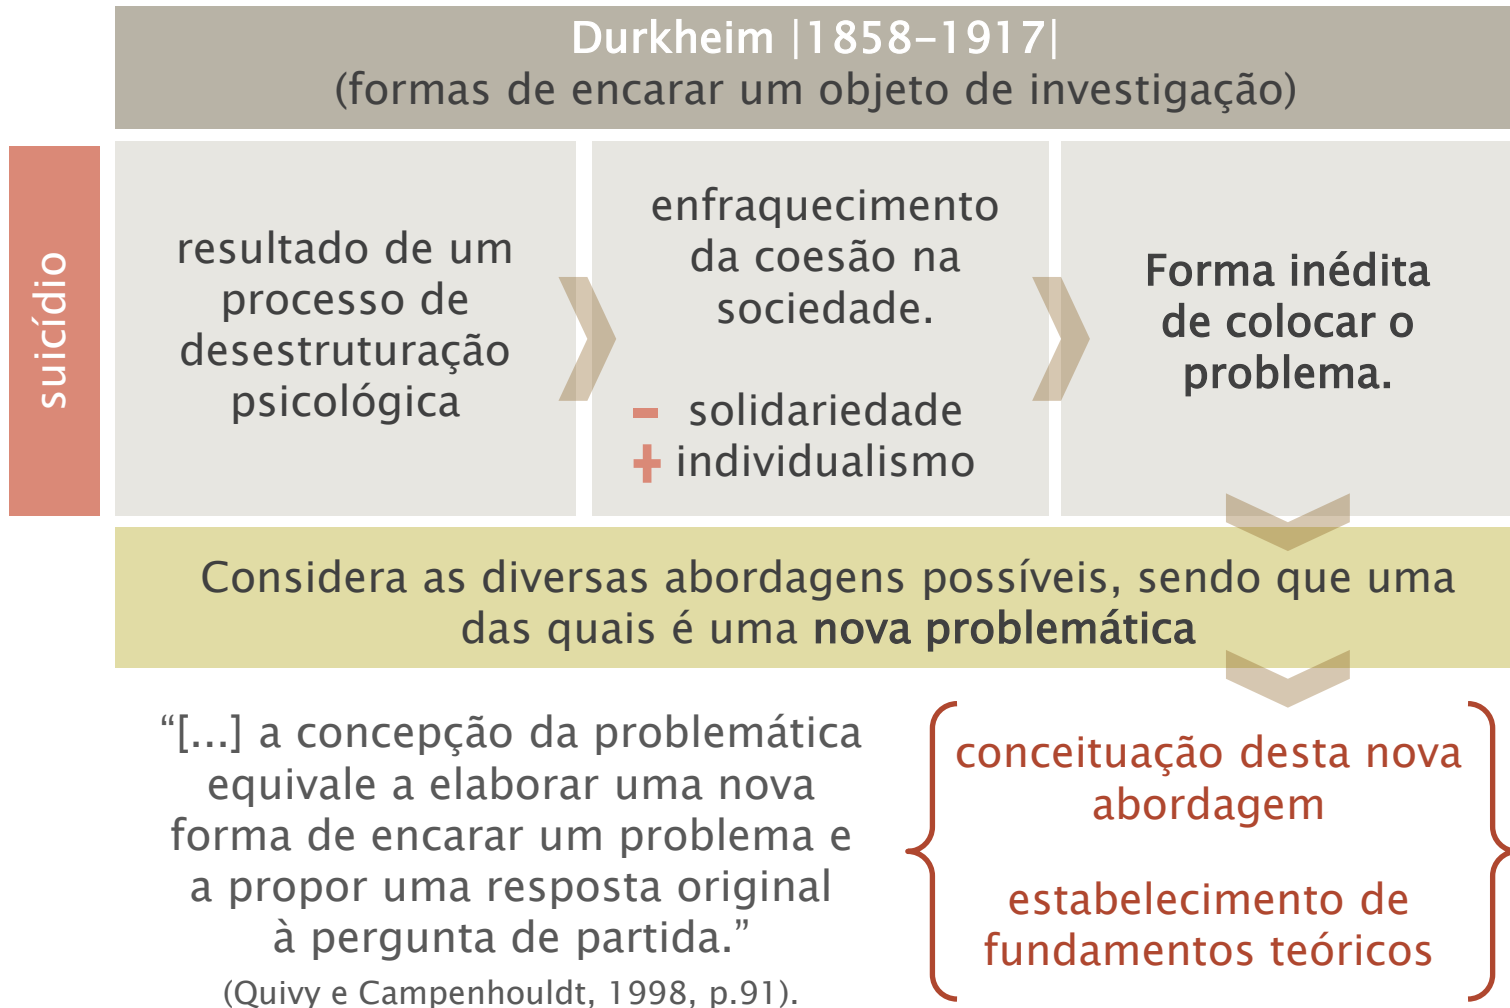 Durkheim |1858–1917|
(formas de encarar um objeto de investigação)
suicídio
resultado de um
processo de
desestruturação
psicológica
enfraquecimento
da coesão na
sociedade.
- solidariedade
+ individualismo
Forma inédita
de colocar o
problema.
Considera as diversas abordagens possíveis, sendo que uma
das quais é uma nova problemática
“[...] a concepção da problemática
equivale a elaborar uma nova
forma de encarar um problema e
a propor uma resposta original
à pergunta de partida.”
(Quivy e Campenhouldt, 1998, p.91).
conceituação desta nova
abordagem
estabelecimento de
fundamentos teóricos